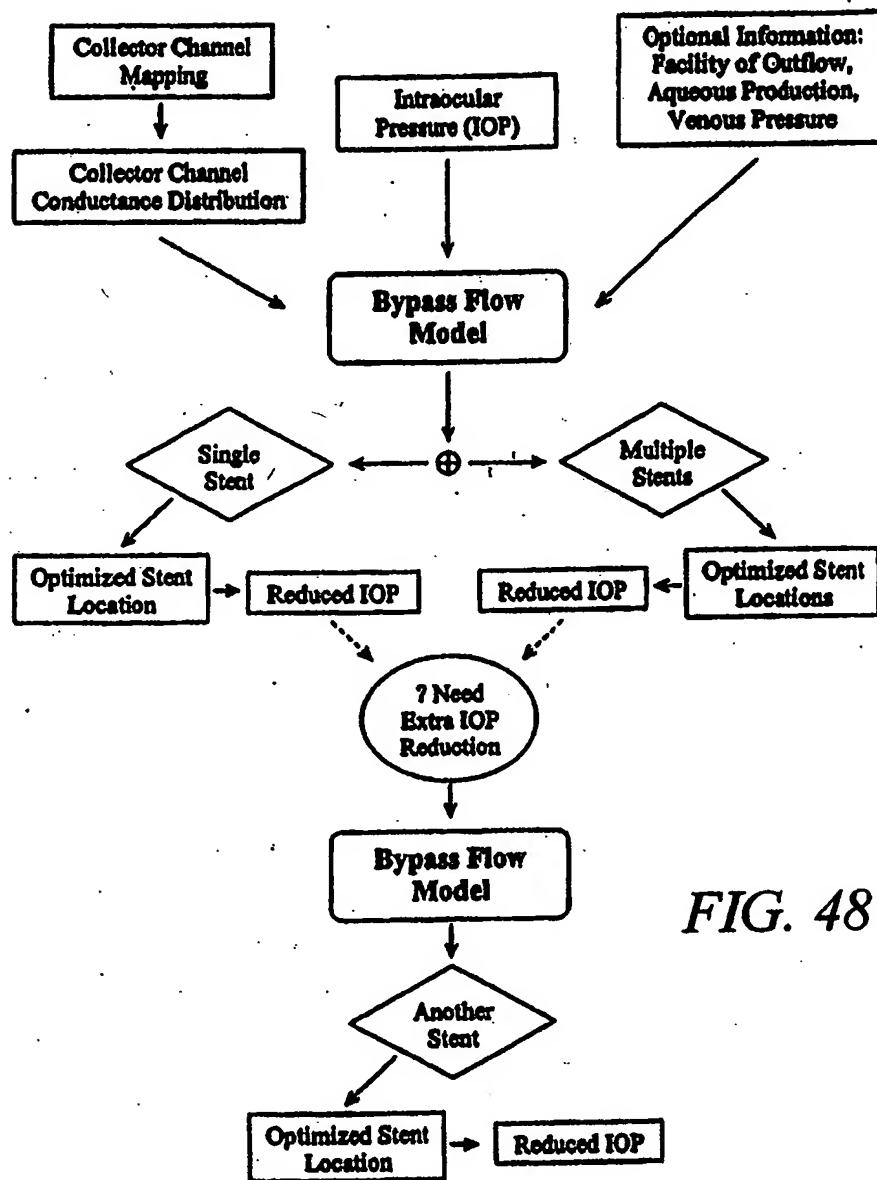 Collector Channel
Mapping
Collector Channel
Conductance Distribution
Intraocular
Pressure (IOP)
Optional Information:
Facility of Outflow,
Aqueous Production,
Venous Pressure
Bypass Flow
Model
Single
Stent
Multiple
Stents
Optimized Stent
Location
Reduced IOP
Reduced IOP
Optimized Stent
Locations
? Need
Extra IOP
Reduction
Bypass Flow
Model
FIG. 48
Another
Stent
Optimized Stent
Location
Reduced IOP